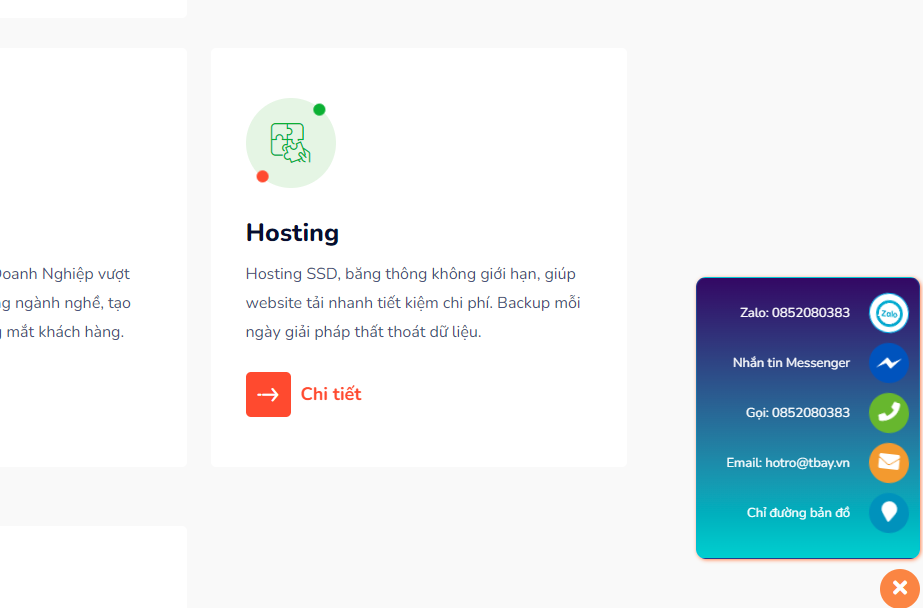 Doanh Nghiệp vượt
ngành nghề, tạo
mắt khách hàng.
Hosting
Hosting SSD, băng thông không giới hạn, giúp
website tải nhanh tiết kiệm chi phí. Backup mỗi
ngày giải pháp thất thoát dữ liệu.
Chi tiết
Zalo: 0852080383
Zalo
Nhắn tin Messenger
Gọi: 0852080383
Email: hotro@tbay.vn
Chỉ đường bản đồ